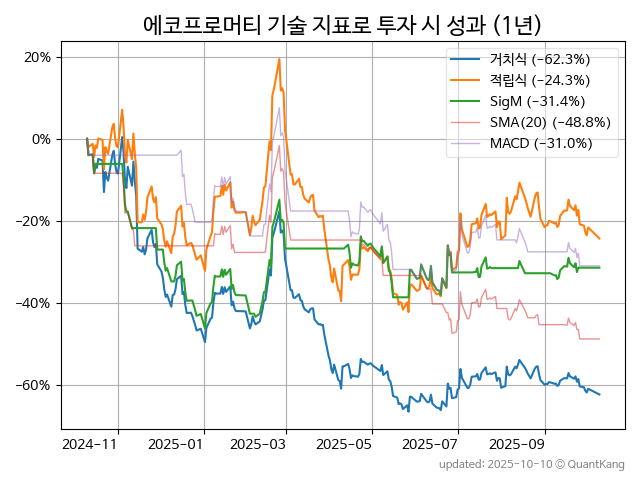 에코프로머티 기술 지표로 투자 시 성과 (1년)
거치식 (−62.3%)
적립식 (−24.3%)
SigM (−31.4%)
SMA(20) (−48.8%)
MACD (−31.0%)
20%
0%
−20%
−40%
−60%
2024−11 2025−01 2025−03 2025−05 2025−07 2025−09
updated: 2025-10-10 © QuantKang